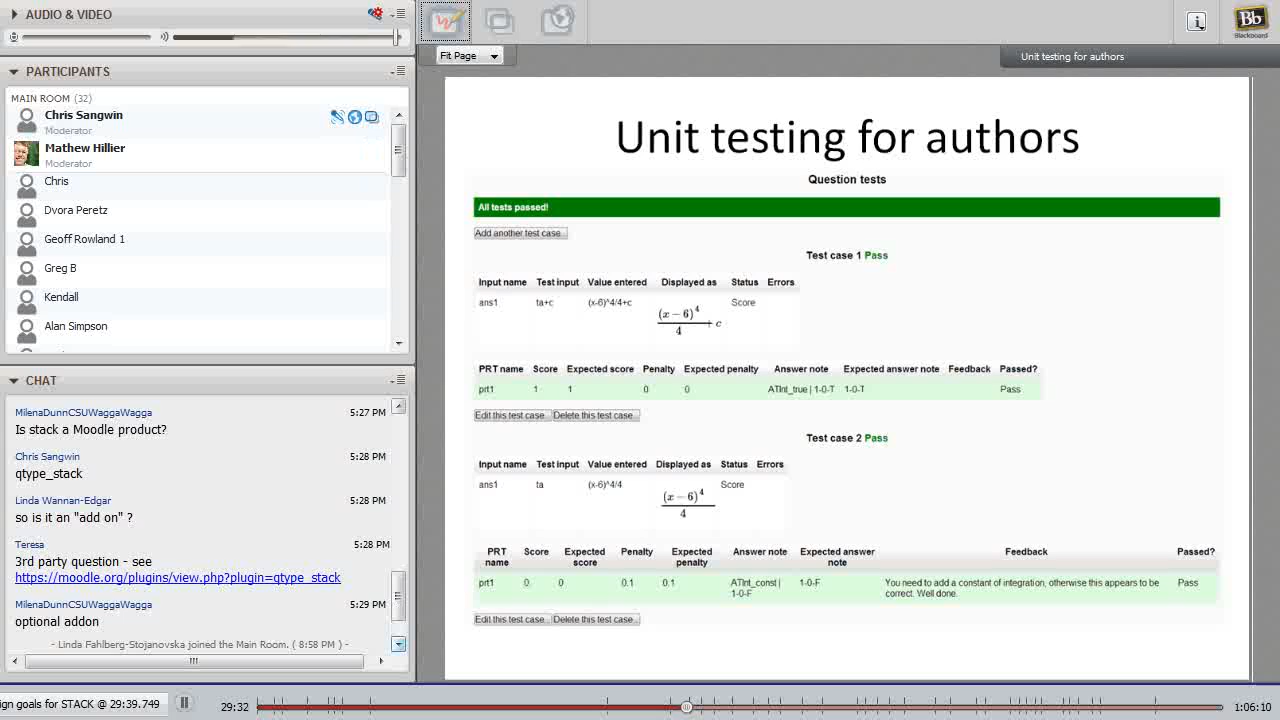 AUDIO & VIDEO
PARTICIPANTS
MAIN ROOM (32)
Chris Sangwin
Moderator
Mathew Hillier
Moderator
Chris
Dvora Peretz
Geoff Rowland 1
Greg B
Kendall
Alan Simpson
CHAT
MilenaDunnCSUWaggaWagga 5:27 PM
Is stack a Moodle product?
Chris Sangwin 5:28 PM
qtype_stack
Linda Wannan-Edgar 5:28 PM
so is it an "add on" ?
Teresa 5:28 PM
3rd party question - see
https://moodle.org/plugins/view.php?plugin=qtype_stack
MilenaDunnCSUWaggaWagga 5:29 PM
optional addon
- Linda Fahlberg-Stojanovska joined the Main Room. ( 8:58 PM ) -
Fit Page
Unit testing for authors
Bb
Blackboard
Unit testing for authors
Question tests
All tests passed!
Add another test case...
Test case 1 Pass
Input name Test input Value entered Displayed as Status Errors
ans1 ta+c (x-6)^4/4+c (x − 6)^4 / 4 + c Score
PRT name Score Expected score Penalty Expected penalty Answer note Expected answer note Feedback Passed?
prt1 1 1 0 0 ATInt_true | 1-0-T 1-0-T Pass
Edit this test case... Delete this test case...
Test case 2 Pass
Input name Test input Value entered Displayed as Status Errors
ans1 ta (x-6)^4/4 (x − 6)^4 / 4 Score
PRT name Score Expected score Penalty Expected penalty Answer note Expected answer note Feedback Passed?
prt1 0 0 0.1 0.1 ATInt_const | 1-0-F 1-0-F You need to add a constant of integration, otherwise this appears to be correct. Well done. Pass
Edit this test case... Delete this test case...
ign goals for STACK @ 25:39.749
29:32
1:06:10